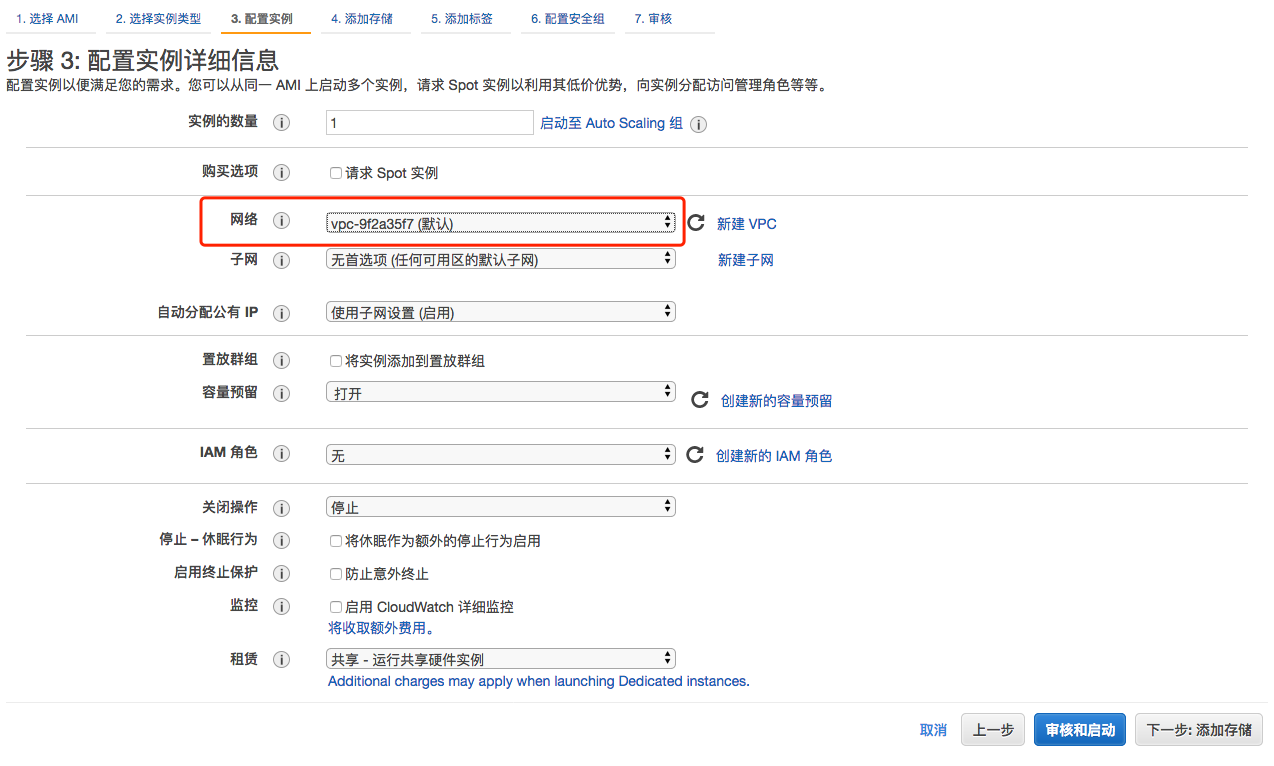 1. 选择 AMI 2. 选择实例类型 3. 配置实例 4. 添加存储 5. 添加标签 6. 配置安全组 7. 审核
步骤 3: 配置实例详细信息
配置实例以便满足您的需求。您可以从同一 AMI 上启动多个实例，请求 Spot 实例以利用其低价优势，向实例分配访问管理角色等等。
实例的数量 i 1 启动至 Auto Scaling 组 i
购买选项 i 请求 Spot 实例
网络 i vpc-9f2a35f7 (默认) 新建 VPC
子网 i 无首选项 (任何可用区的默认子网) 新建子网
自动分配公有 IP i 使用子网设置 (启用)
置放群组 i 将实例添加到置放群组
容量预留 i 打开 创建新的容量预留
IAM 角色 i 无 创建新的 IAM 角色
关闭操作 i 停止
停止 – 休眠行为 i 将休眠作为额外的停止行为启用
启用终止保护 i 防止意外终止
监控 i 启用 CloudWatch 详细监控
将收取额外费用。
租赁 i 共享 - 运行共享硬件实例
Additional charges may apply when launching Dedicated instances.
取消 上一步 审核和启动 下一步: 添加存储